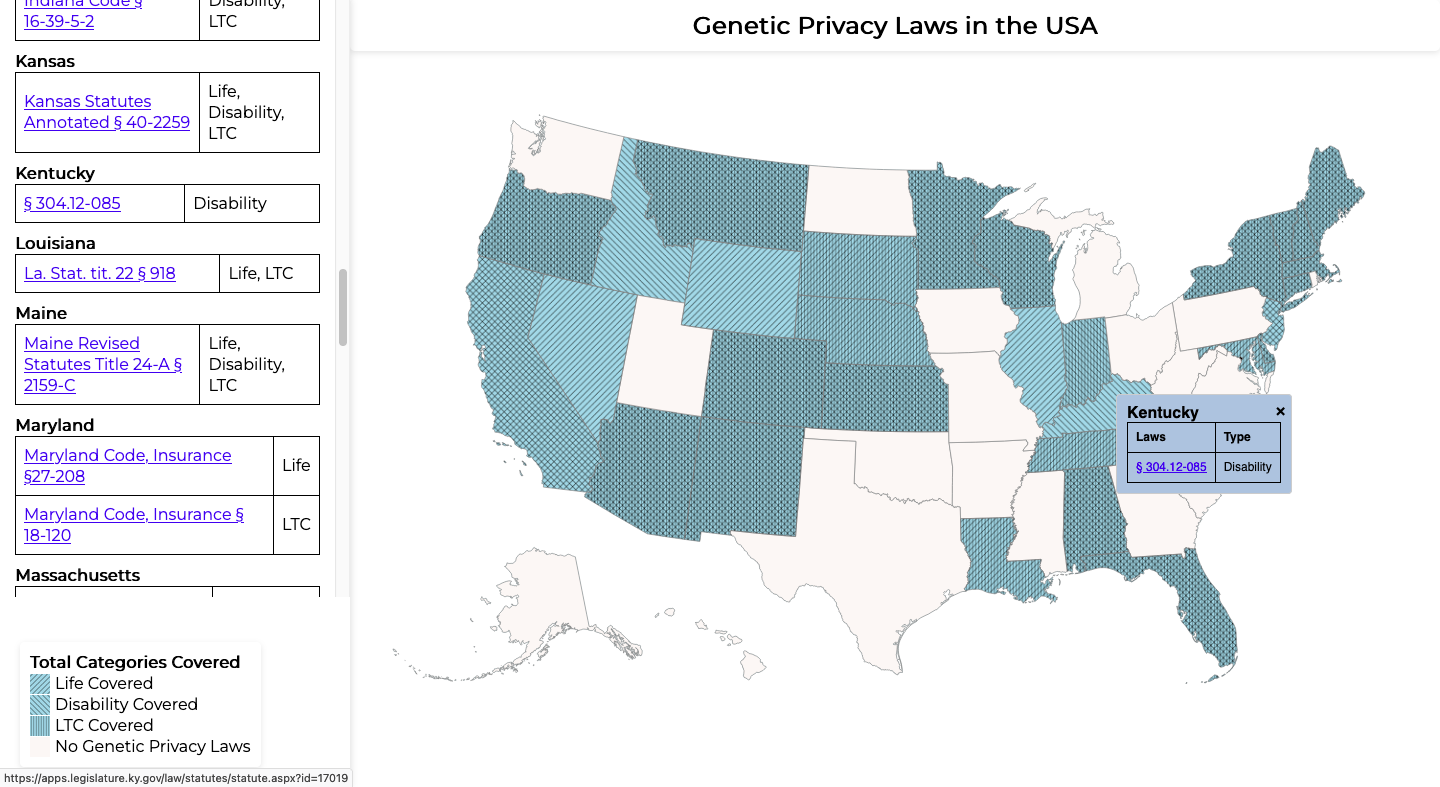 Indiana Code §
16-39-5-2
Disability,
LTC
Kansas
Kansas Statutes
Annotated § 40-2259
Life,
Disability,
LTC
Kentucky
§ 304.12-085
Disability
Louisiana
La. Stat. tit. 22 § 918
Life, LTC
Maine
Maine Revised
Statutes Title 24-A §
2159-C
Life,
Disability,
LTC
Maryland
Maryland Code, Insurance
§27-208
Life
Maryland Code, Insurance §
18-120
LTC
Massachusetts
Total Categories Covered
Life Covered
Disability Covered
LTC Covered
No Genetic Privacy Laws
https://apps.legislature.ky.gov/law/statutes/statute.aspx?id=17019
Genetic Privacy Laws in the USA
Kentucky
×
Laws
Type
§ 304.12-085
Disability